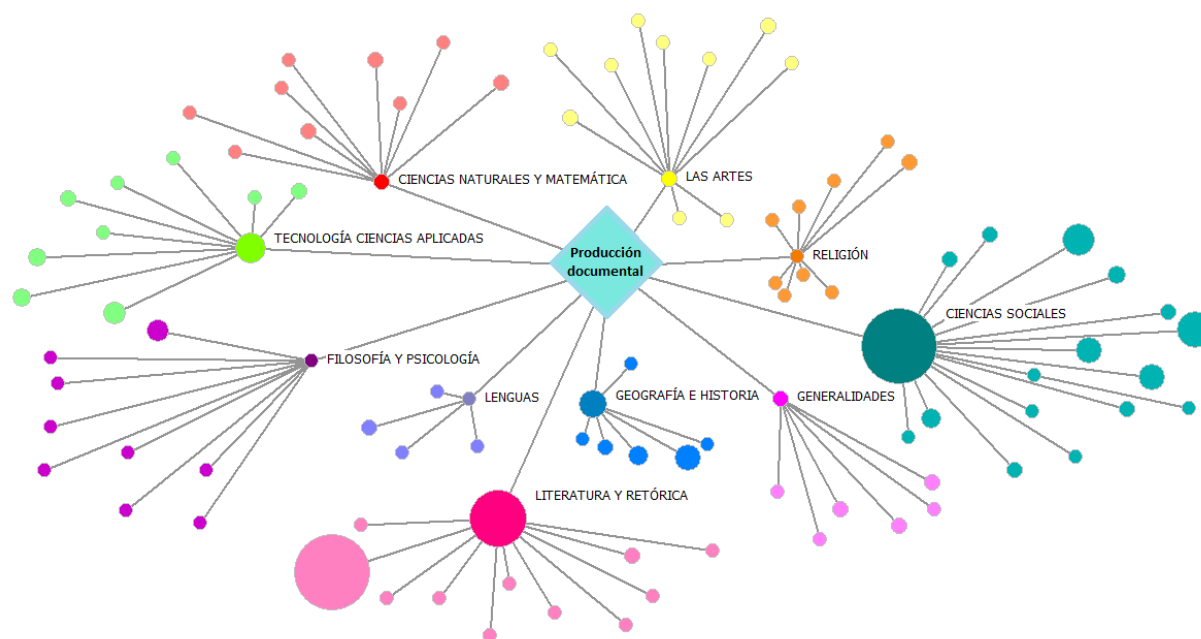 CIENCIAS NATURALES Y MATEMÁTICA
LAS ARTES
TECNOLOGÍA CIENCIAS APLICADAS
Producción
documental
RELIGIÓN
CIENCIAS SOCIALES
FILOSOFÍA Y PSICOLOGÍA
LENGUAS
GEOGRAFÍA E HISTORIA
GENERALIDADES
LITERATURA Y RETÓRICA